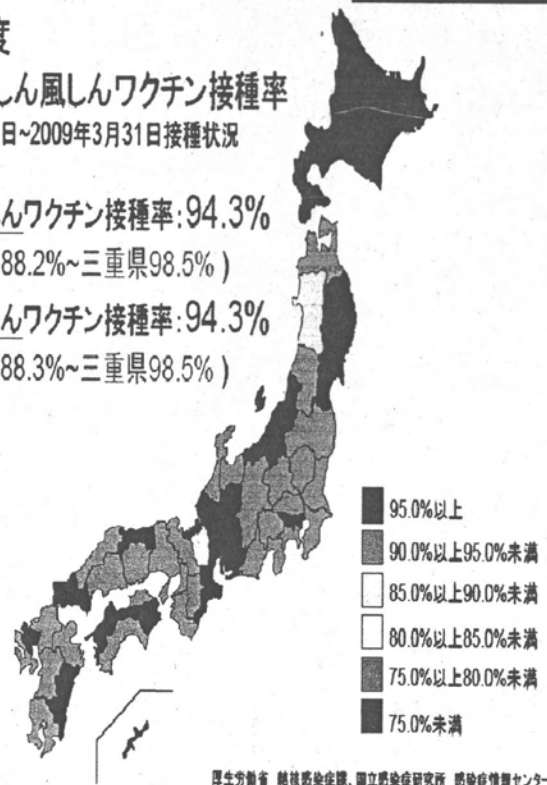 度
しん風しんワクチン接種率
日~2009年3月31日接種状況
んワクチン接種率:94.3%
88.2%~三重県98.5% )
んワクチン接種率:94.3%
88.3%~三重県98.5% )
95.0%以上
90.0%以上95.0%未満
85.0%以上90.0%未満
80.0%以上85.0%未満
75.0%以上80.0%未満
75.0%未満
厚生労働省 結核感染症課、国立感染症研究所 感染症情報センター